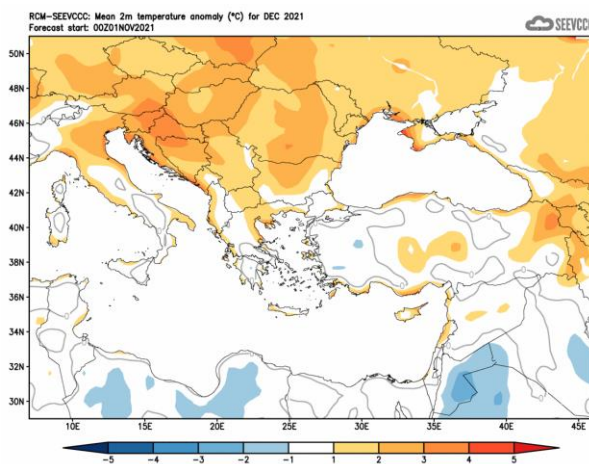 RCM-SEEVCCC: Mean 2m temperature anomaly (°C) for DEC 2021
Forecast start: 00Z01NOV2021
SEEVCCC
50N
48N
46N
44N
42N
40N
38N
36N
34N
32N
30N
10E 15E 20E 25E 30E 35E 40E 45E
-5 -4 -3 -2 -1 1 2 3 4 5